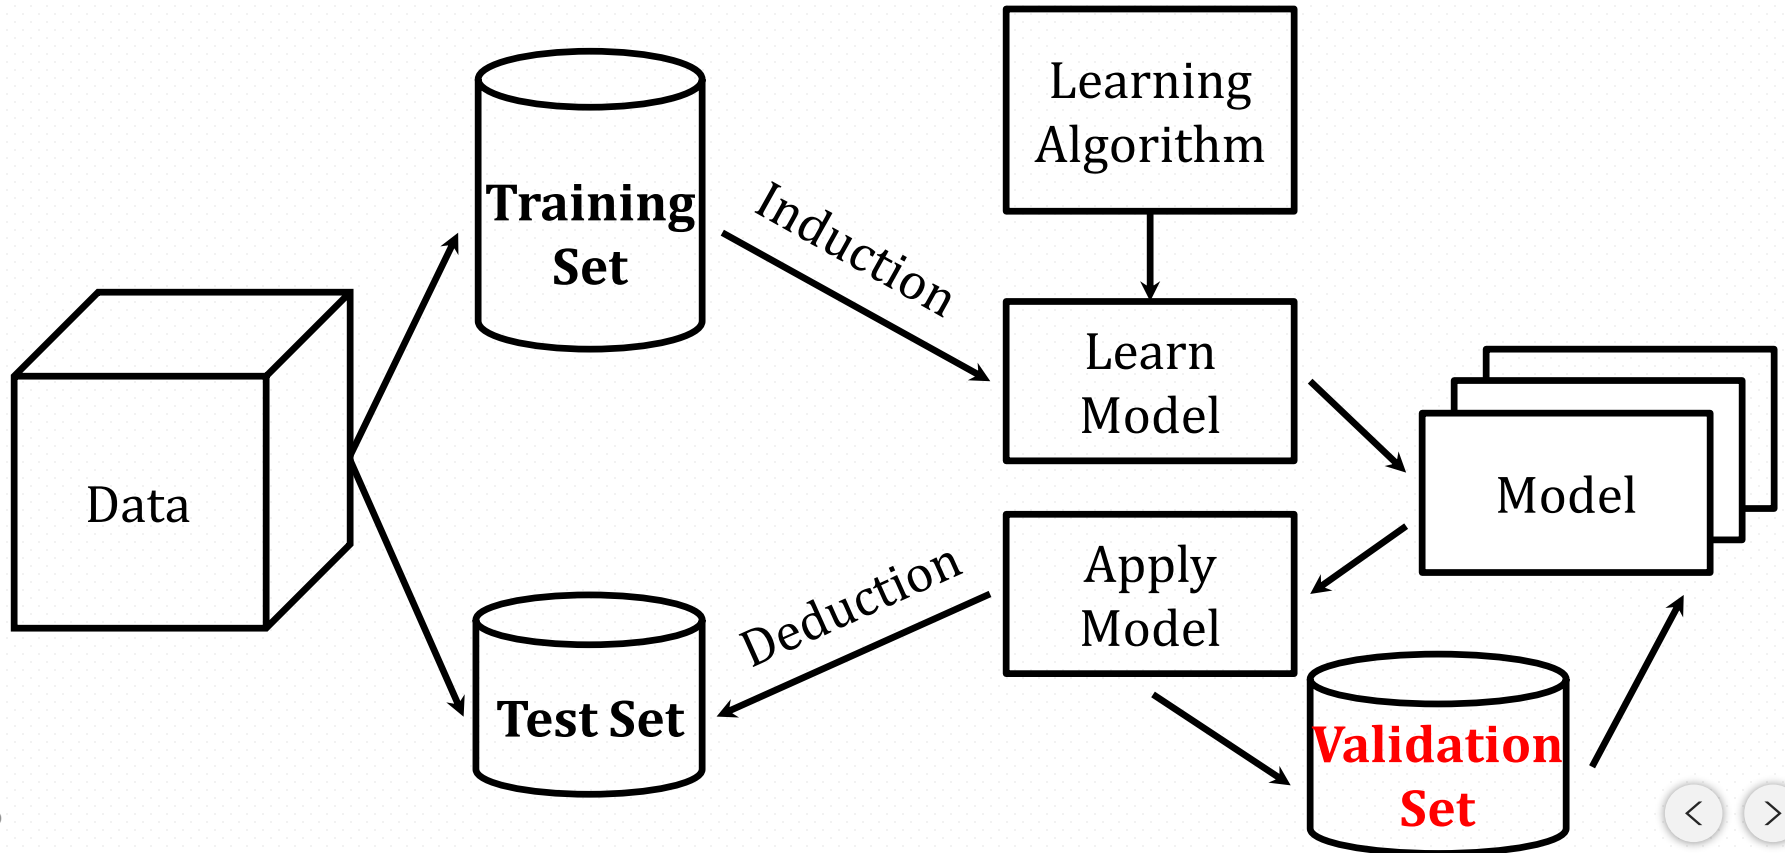 Learning
Algorithm
Training
Set
Induction
Learn
Model
Data
Model
Apply
Model
Deduction
Test Set
Validation
Set